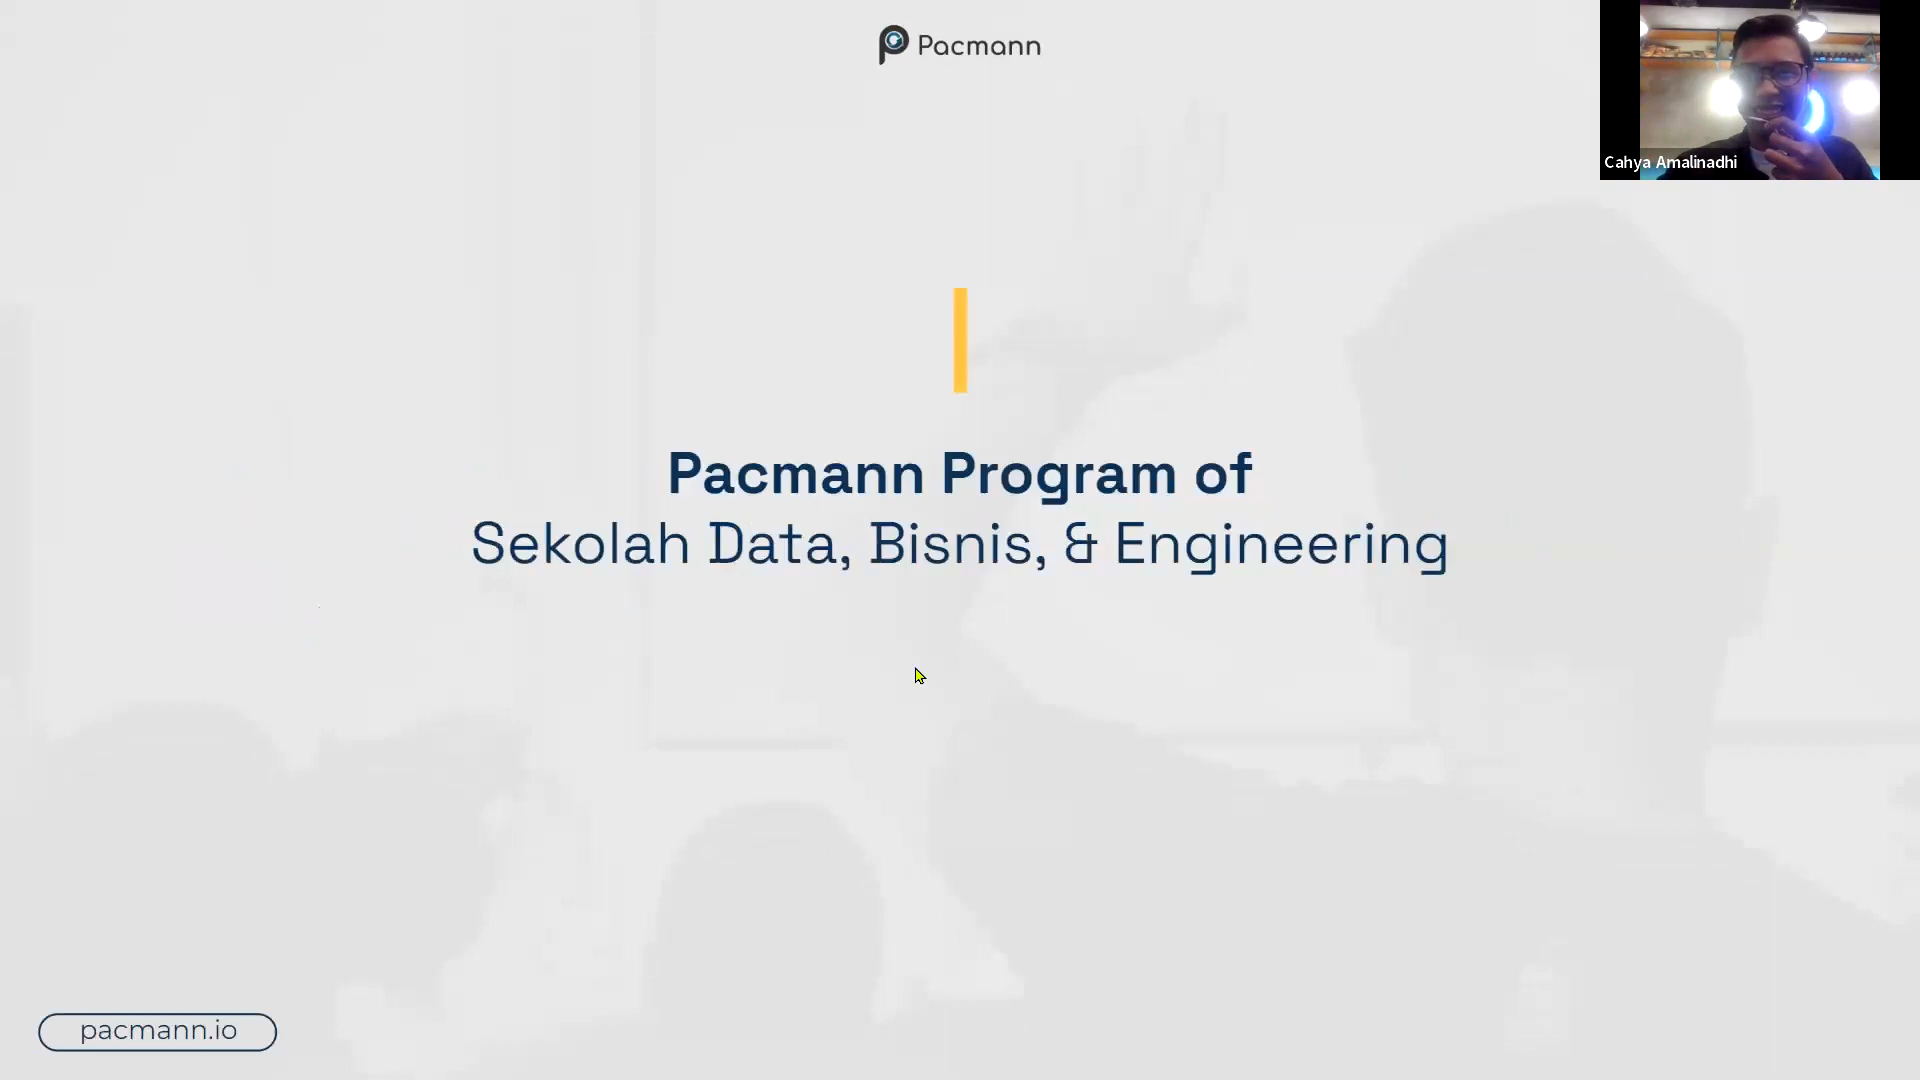 Pacmann
Cahya Amalinadhi
Pacmann Program of
Sekolah Data, Bisnis, & Engineering
pacmann.io